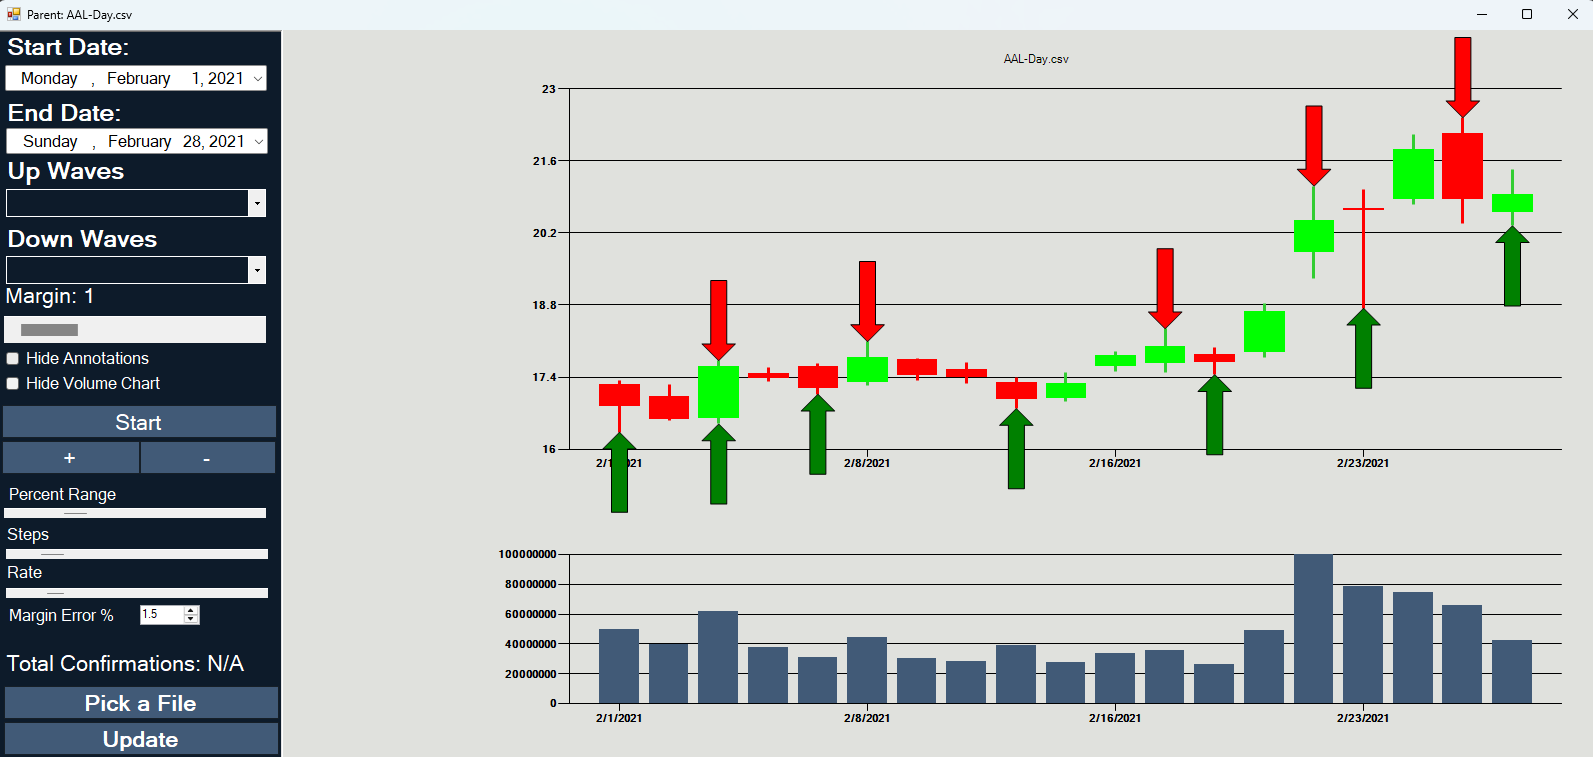 Parent: AAL-Day.csv
Start Date:
Monday , February 1, 2021
End Date:
Sunday , February 28, 2021
Up Waves
Down Waves
Margin: 1
Hide Annotations
Hide Volume Chart
Start
+ -
Percent Range
Steps
Rate
Margin Error % 1.5
Total Confirmations: N/A
Pick a File
Update
AAL-Day.csv
23
21.6
20.2
18.8
17.4
16
2/1/2021 2/8/2021 2/16/2021 2/23/2021
100000000
80000000
60000000
40000000
20000000
0
2/1/2021 2/8/2021 2/16/2021 2/23/2021